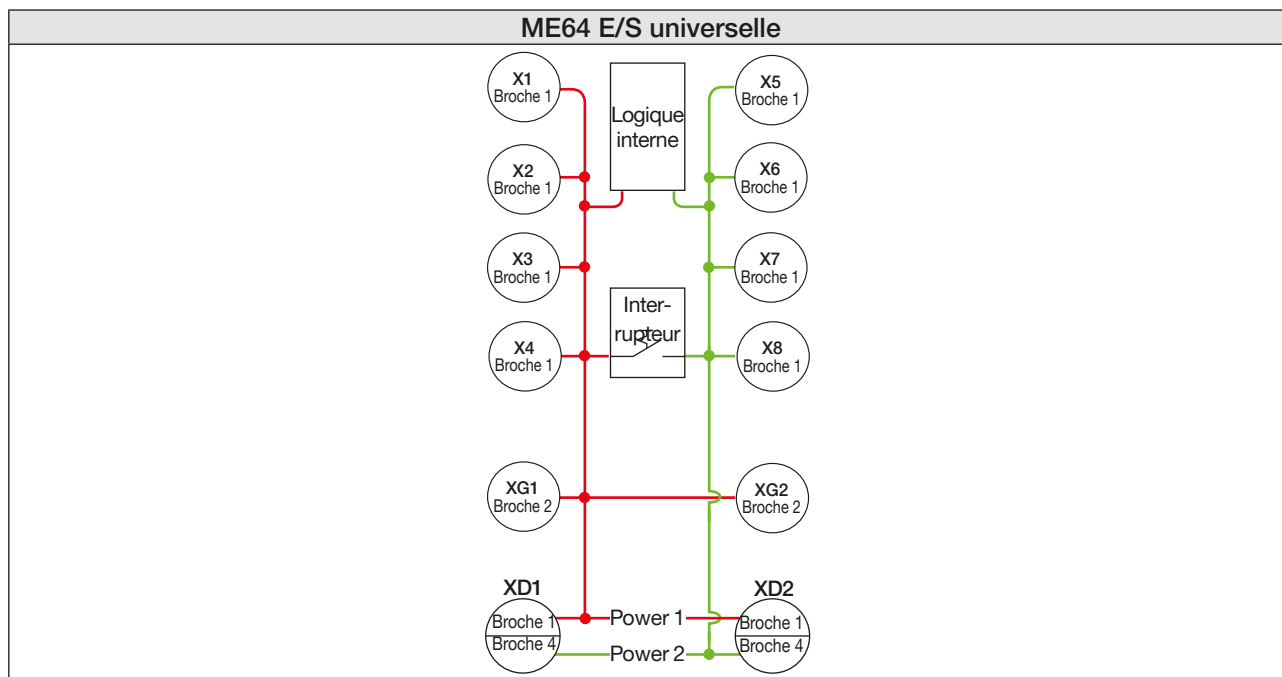 ME64 E/S universelle
X1
Broche 1
Logique
interne
X5
Broche 1
X2
Broche 1
X6
Broche 1
X3
Broche 1
X7
Broche 1
Inter-
rupteur
X4
Broche 1
X8
Broche 1
XG1
Broche 2
XG2
Broche 2
XD1
XD2
Broche 1
Power 1
Broche 1
Broche 4
Power 2
Broche 4